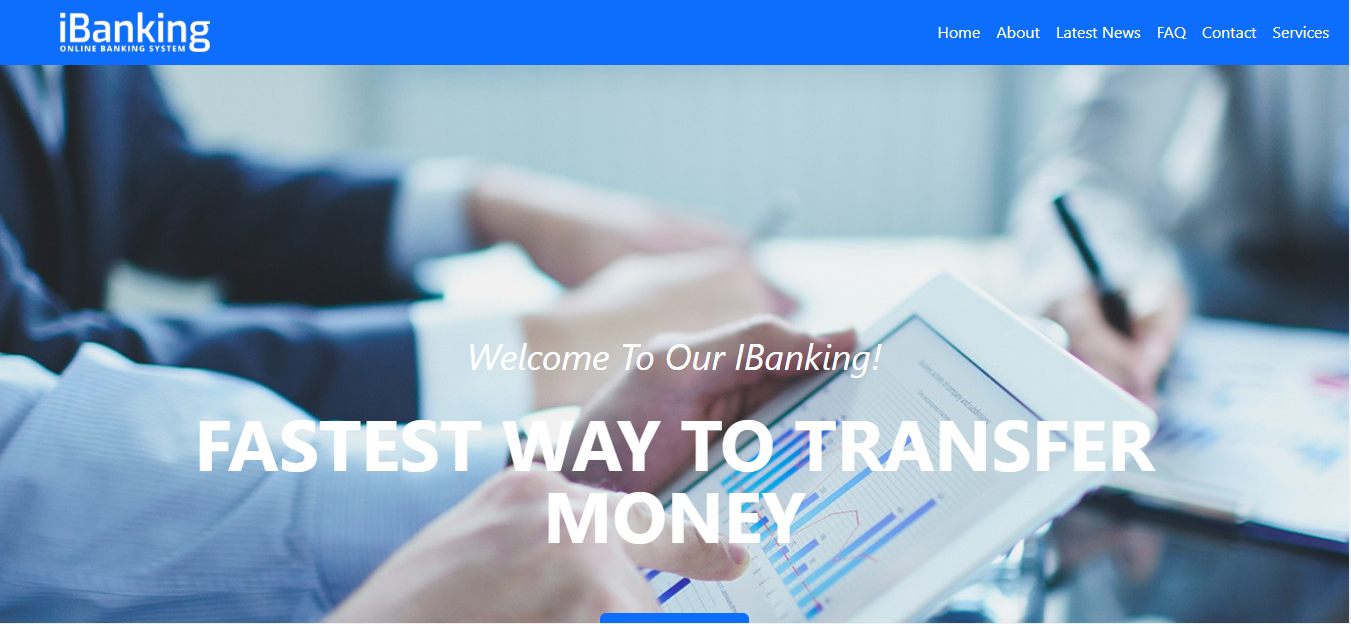 iBanking
ONLINE BANKING SYSTEM
Home About Latest News FAQ Contact Services
Welcome To Our IBanking!
FASTEST WAY TO TRANSFER
MONEY